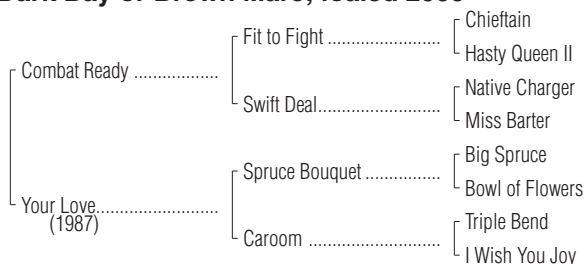 Dark Bay or Brown Mare; foaled 2000
Chieftain
Fit to Fight ........................
Hasty Queen II
Combat Ready ..................
Native Charger
Swift Deal..........................
Miss Barter
Big Spruce
Spruce Bouquet ................
Bowl of Flowers
Your Love..........................
(1987)
Triple Bend
Caroom ............................
I Wish You Joy